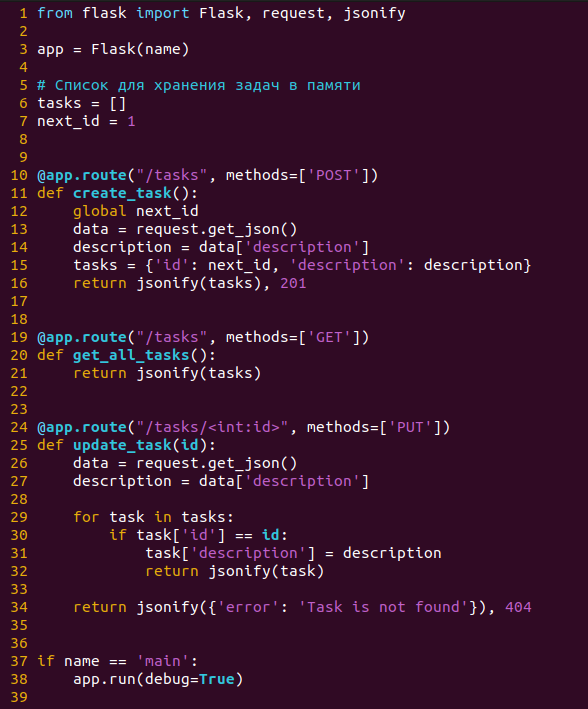 1 from flask import Flask, request, jsonify
2
3 app = Flask(name)
4
5 # Список для хранения задач в памяти
6 tasks = []
7 next_id = 1
8
9
10 @app.route("/tasks", methods=['POST'])
11 def create_task():
12     global next_id
13     data = request.get_json()
14     description = data['description']
15     tasks = {'id': next_id, 'description': description}
16     return jsonify(tasks), 201
17
18
19 @app.route("/tasks", methods=['GET'])
20 def get_all_tasks():
21     return jsonify(tasks)
22
23
24 @app.route("/tasks/<int:id>", methods=['PUT'])
25 def update_task(id):
26     data = request.get_json()
27     description = data['description']
28
29     for task in tasks:
30         if task['id'] == id:
31             task['description'] = description
32             return jsonify(task)
33
34     return jsonify({'error': 'Task is not found'}), 404
35
36
37 if name == 'main':
38     app.run(debug=True)
39